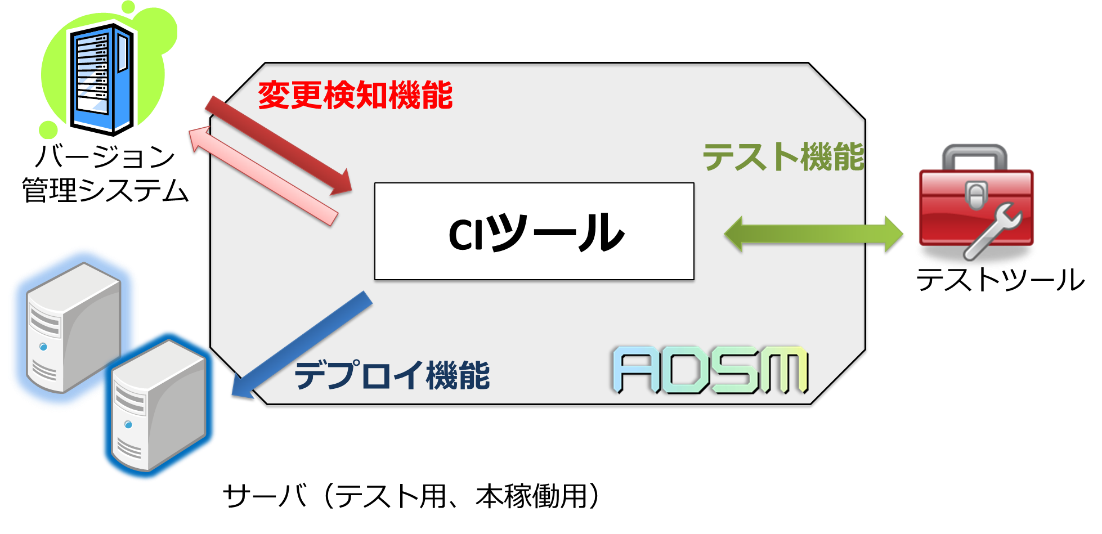 変更検知機能
バージョン
管理システム
テスト機能
CIツール
テストツール
デプロイ機能
ADSM
サーバ（テスト用、本稼働用）